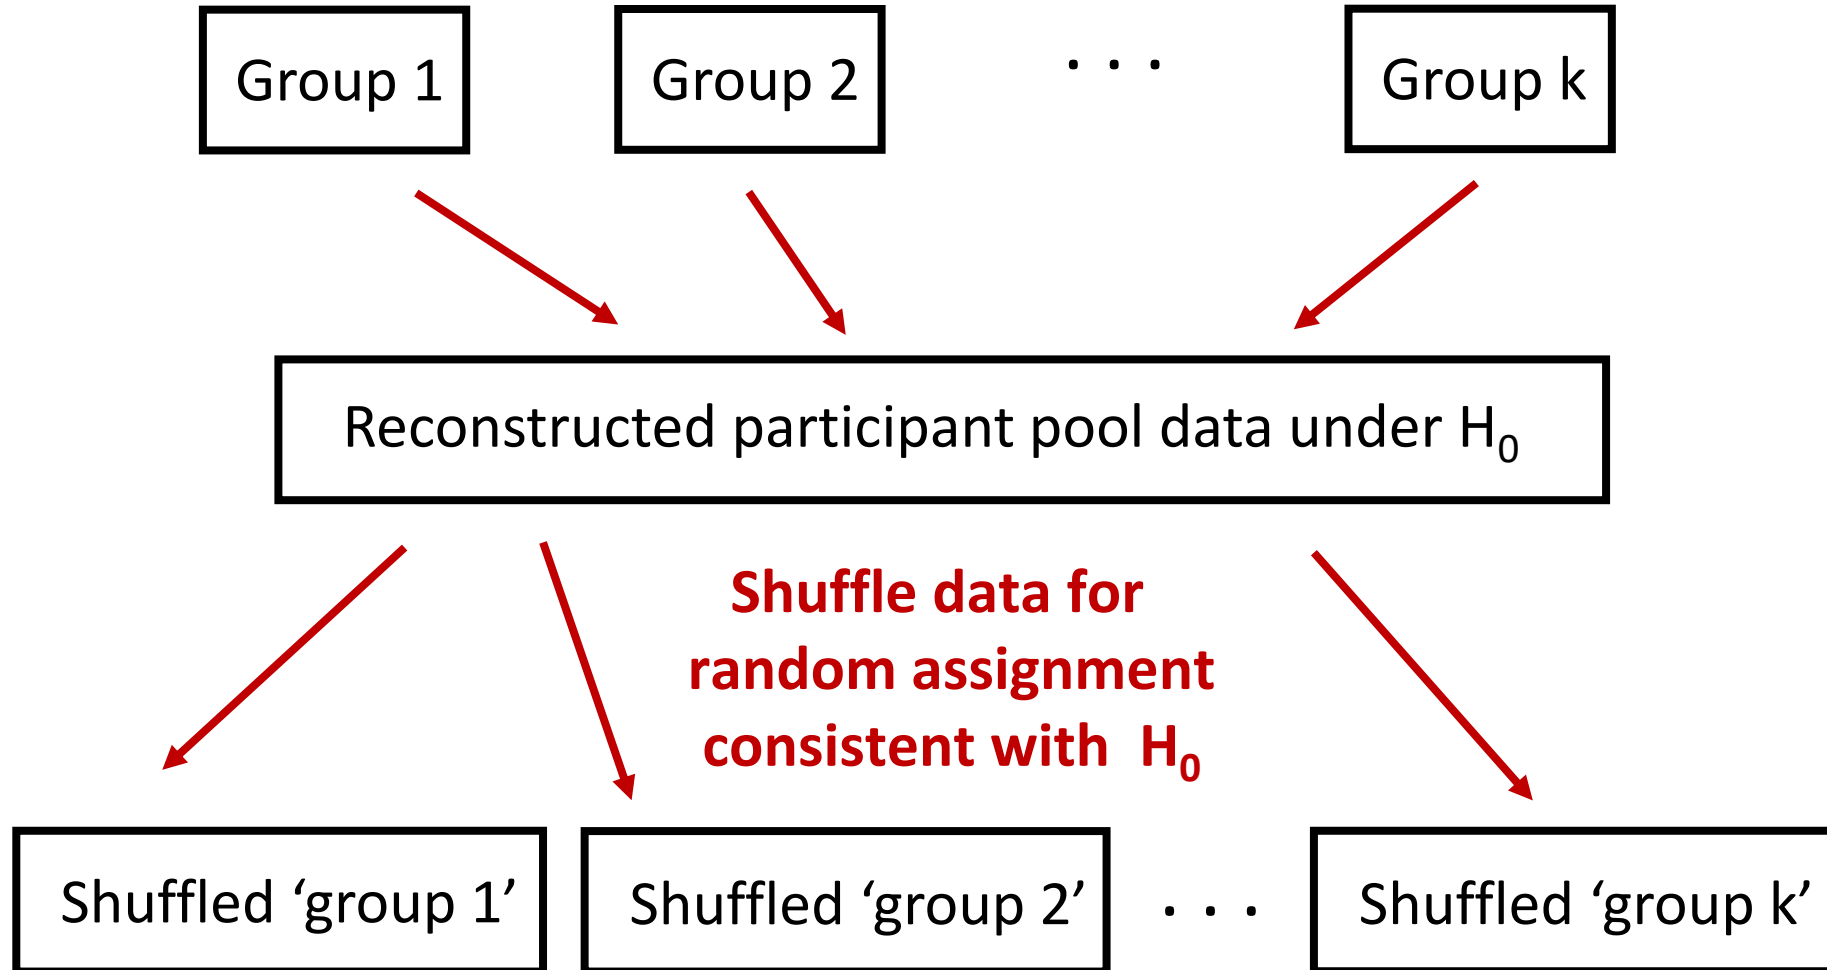 Group 1
Group 2
. . .
Group k
Reconstructed participant pool data under H₀
Shuffle data for
random assignment
consistent with  H₀
Shuffled ‘group 1’
Shuffled ‘group 2’
. . .
Shuffled ‘group k’